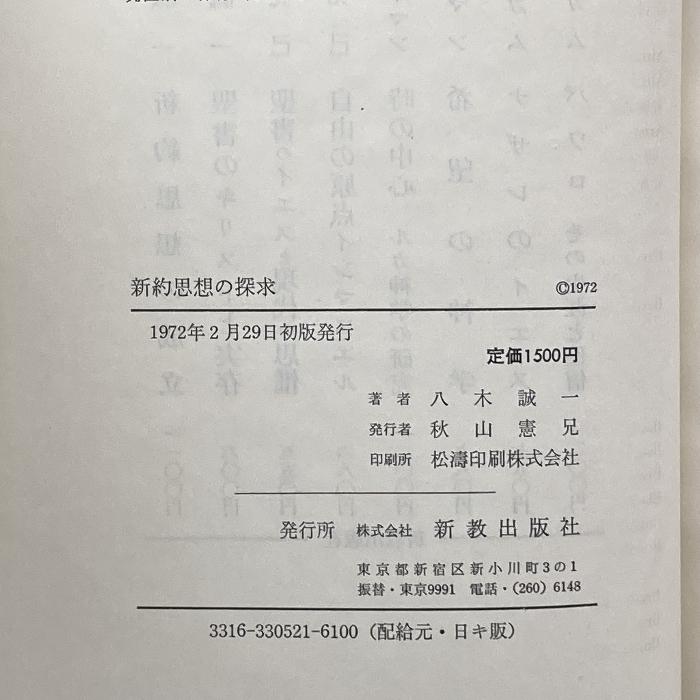 新約思想の探求 ©1972
1972年2月29日初版発行
定価1500円
著者 八木誠一
発行者 秋山憲兄
印刷所 松濤印刷株式会社
発行所 株式会社 新教出版社
東京都新宿区新小川町3の1
振替・東京9991 電話・(260) 6148
3316-330521-6100 (配給元・日キ販)